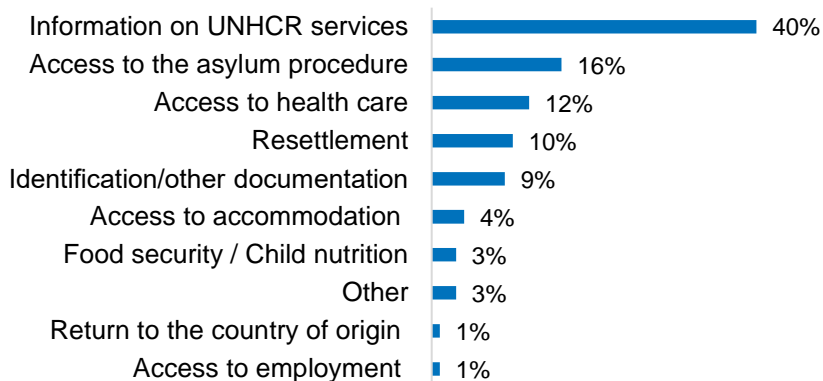 Information on UNHCR services 40%
Access to the asylum procedure 16%
Access to health care 12%
Resettlement 10%
Identification/other documentation 9%
Access to accommodation 4%
Food security / Child nutrition 3%
Other 3%
Return to the country of origin 1%
Access to employment 1%